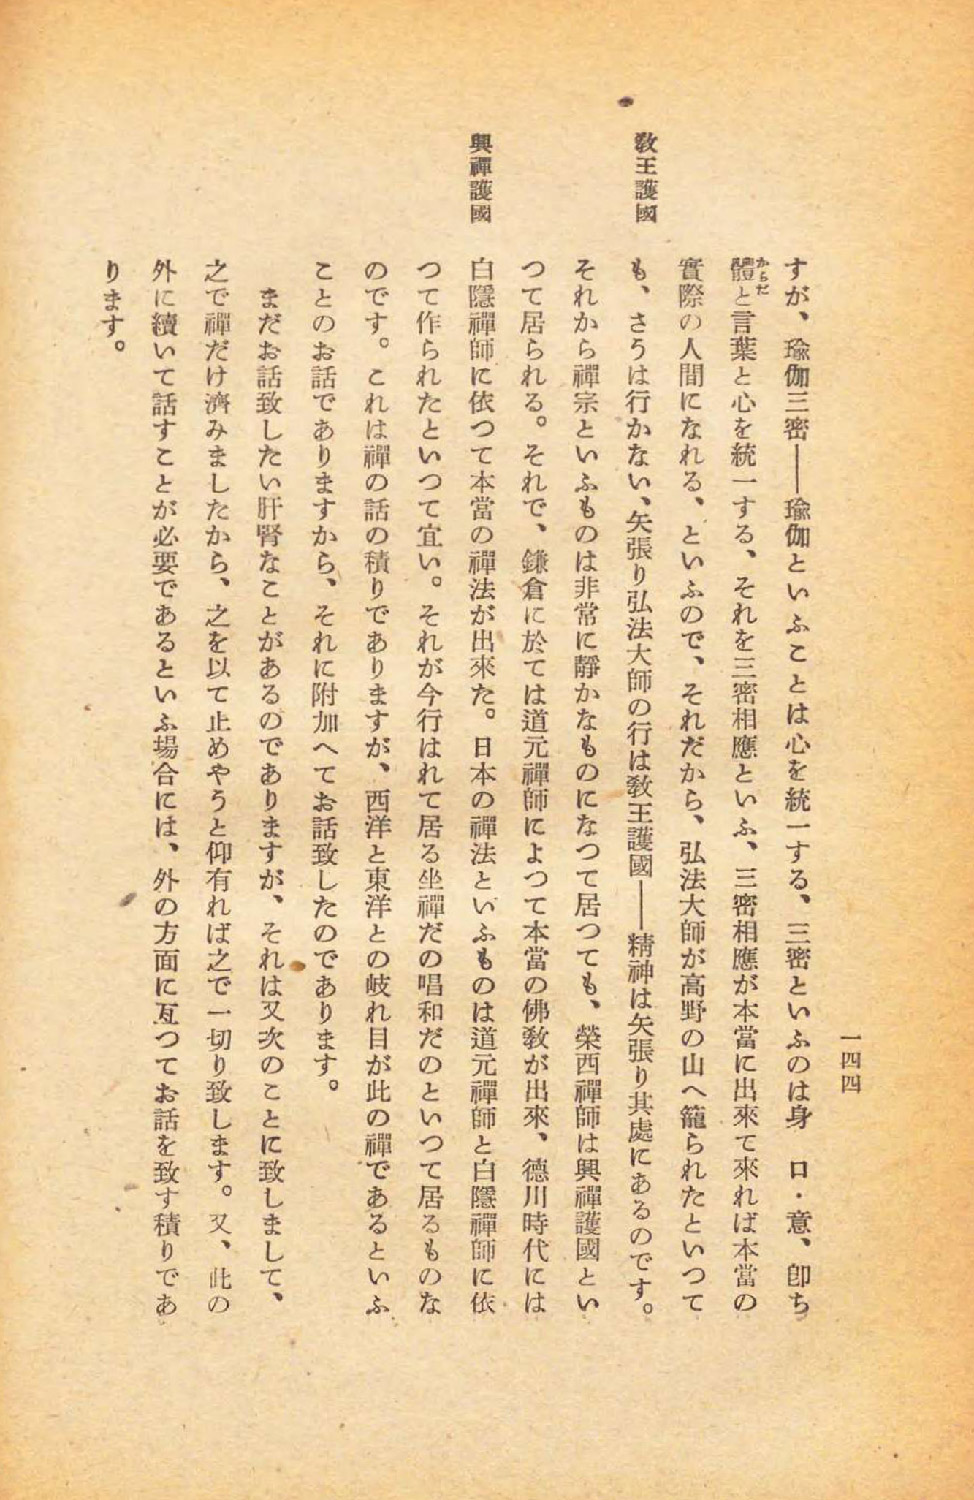 一四四
すが、瑜伽三密――瑜伽といふことは心を統一する、三密といふのは身　口・意、卽ち
體と言葉と心を統一する、それを三密相應といふ、三密相應が本當に出來て來れば本當の
からだ
實際の人間になれる、といふので、それだから、弘法大師が高野の山へ籠られたといつて
敎王護國
も、さうは行かない、矢張り弘法大師の行は敎王護國――精神は矢張り其處にあるのです。
それから禪宗といふものは非常に靜かなものになつて居つても、榮西禪師は興禪護國とい
つて居られる。それで、鎌倉に於ては道元禪師によつて本當の佛敎が出來、德川時代には
興禪護國
白隱禪師に依つて本當の禪法が出來た。日本の禪法といふものは道元禪師と白隱禪師に依
つて作られたといつて宜い。それが今行はれて居る坐禪だの唱和だのといつて居るものな
のです。これは禪の話の積りでありますが、西洋と東洋との岐れ目が此の禪であるといふ
ことのお話でありますから、それに附加へてお話致したのであります。
まだお話致したい肝腎なことがあるのでありますが、それは又次のことに致しまして、
之で禪だけ濟みましたから、之を以て止めやうと仰有れば之で一切り致します。又、此の
外に續いて話すことが必要であるといふ場合には、外の方面に亙つてお話を致す積りであ
ります。